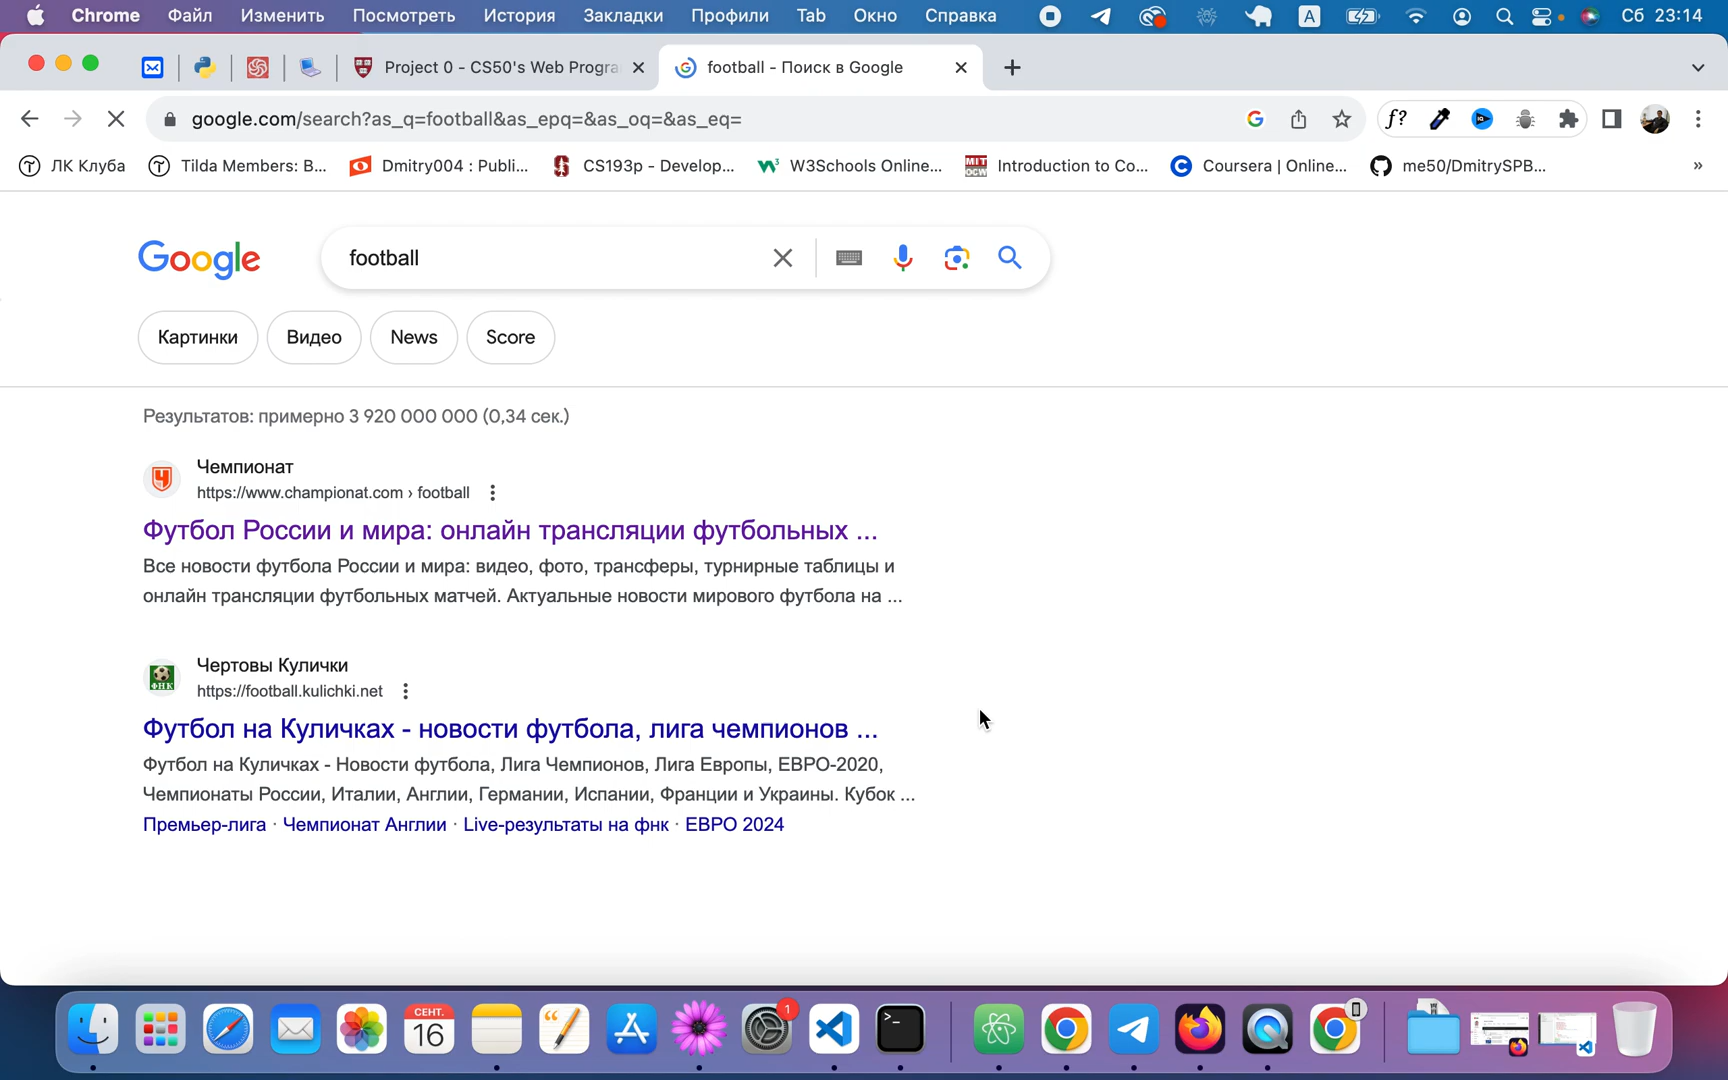 Chrome Файл Изменить Посмотреть История Закладки Профили Tab Окно Справка A Сб 23:14
Project 0 - CS50's Web Progra
football - Поиск в Google
google.com/search?as_q=football&as_epq=&as_oq=&as_eq=
f?
ЛК Клуба
Tilda Members: B...
Dmitry004 : Publi...
CS193p - Develop...
W3Schools Online...
MIT OCW Introduction to Co...
Coursera | Online...
me50/DmitrySPB...
»
Google
football
Картинки
Видео
News
Score
Результатов: примерно 3 920 000 000 (0,34 сек.)
Чемпионат
https://www.championat.com › football
Футбол России и мира: онлайн трансляции футбольных ...
Все новости футбола России и мира: видео, фото, трансферы, турнирные таблицы и
онлайн трансляции футбольных матчей. Актуальные новости мирового футбола на ...
ФНК
Чертовы Кулички
https://football.kulichki.net
Футбол на Куличках - новости футбола, лига чемпионов ...
Футбол на Куличках - Новости футбола, Лига Чемпионов, Лига Европы, ЕВРО-2020,
Чемпионаты России, Италии, Англии, Германии, Испании, Франции и Украины. Кубок ...
Премьер-лига · Чемпионат Англии · Live-результаты на фнк · ЕВРО 2024
СЕНТ.
16
1